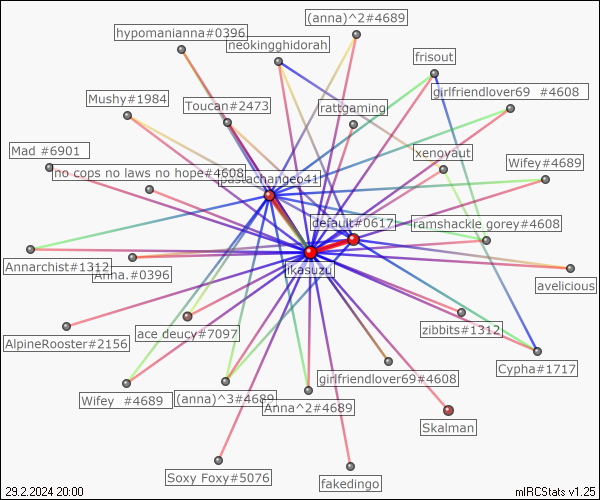 (anna)^2#4689
hypomanianna#0396
neokingghidorah
frisout
girlfriendlover69 #4608
Mushy#1984
Toucan#2473
rattgaming
Mad #6901
xenoyaut
Wifey#4689
no cops no laws no hope#4608
pastachange041
default#0617
ramshackle gorey#4608
Annarchist#1312
Anna.#0396
ikasuzu
avelicious
AlpineRooster#2156
ace deucy#7097
zibbits#1312
Cypha#1717
girlfriendlover69#4608
Wifey #4689
(anna)^3#4689
Anna^2#4689
Skalman
Soxy Foxy#5076
fakedingo
29.2.2024 20:00
mIRCStats v1.25